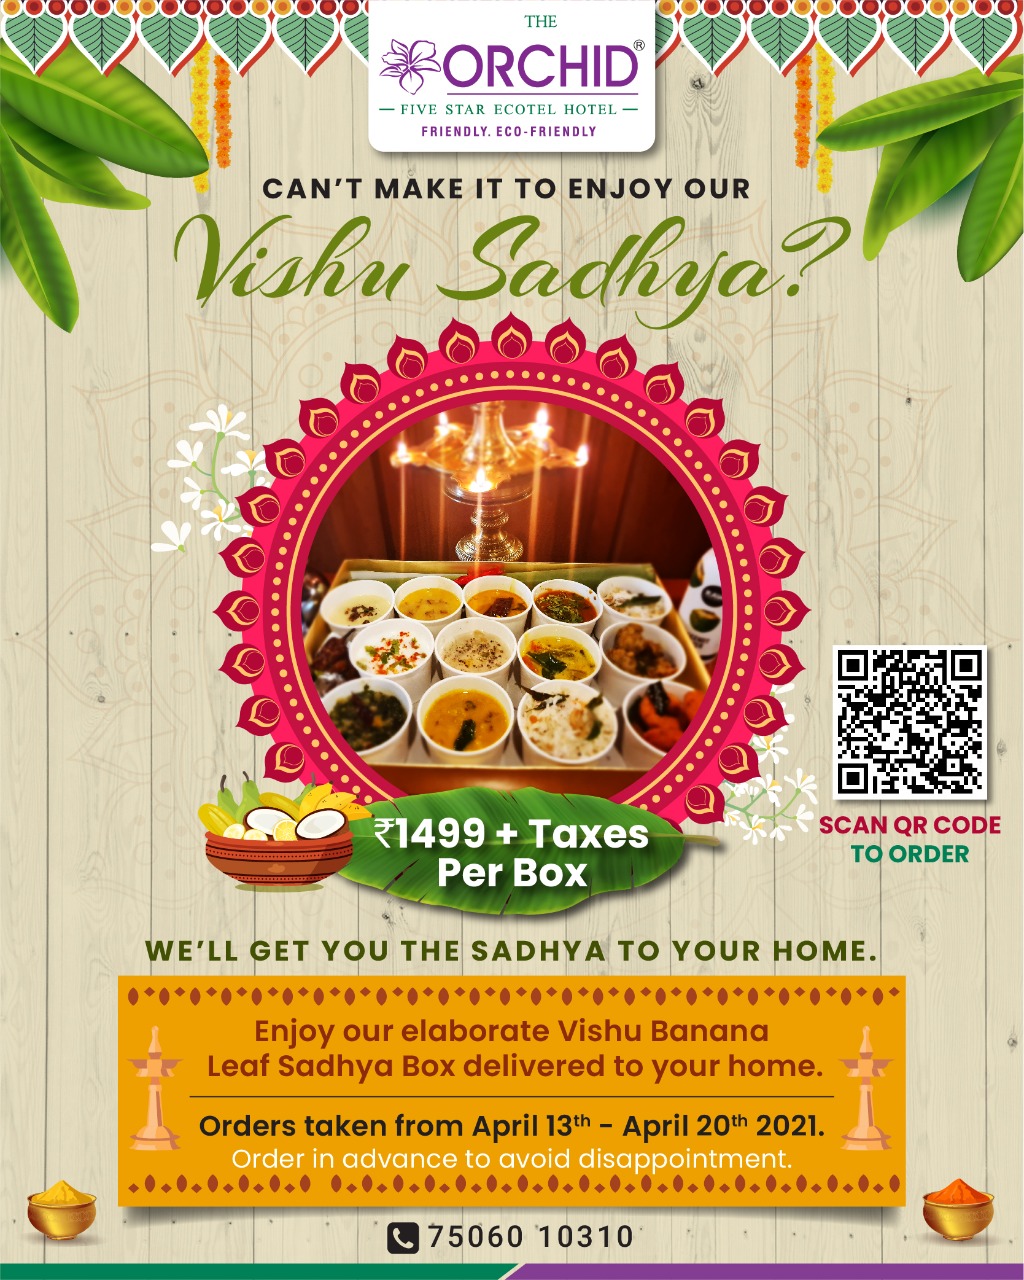 THE
ORCHID®
FIVE STAR ECOTEL HOTEL
FRIENDLY. ECO-FRIENDLY
CAN'T MAKE IT TO ENJOY OUR
Vishu Sadhya?
₹1499 + Taxes
Per Box
SCAN QR CODE
TO ORDER
WE'LL GET YOU THE SADHYA TO YOUR HOME.
Enjoy our elaborate Vishu Banana
Leaf Sadhya Box delivered to your home.
Orders taken from April 13th - April 20th 2021.
Order in advance to avoid disappointment.
75060 10310